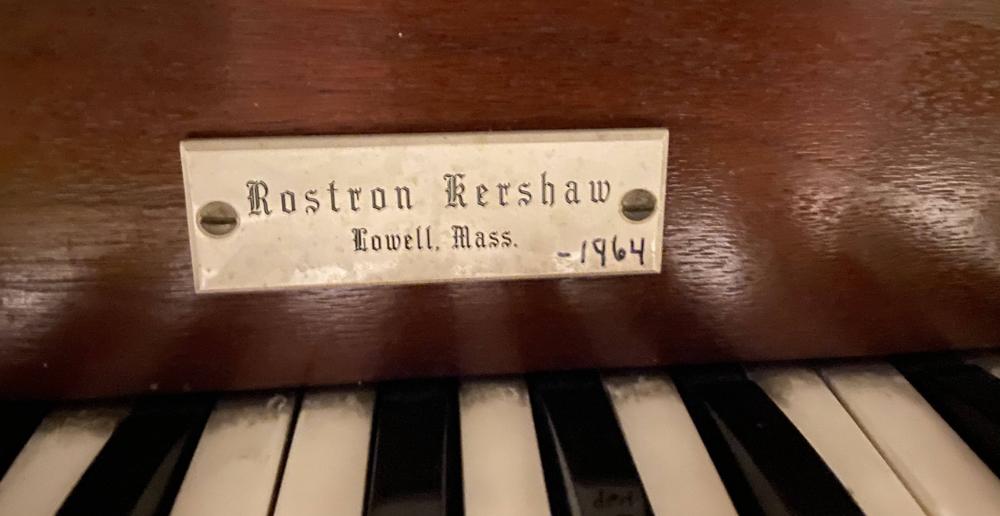 Rostron Kershaw
Lowell, Mass.
-1964